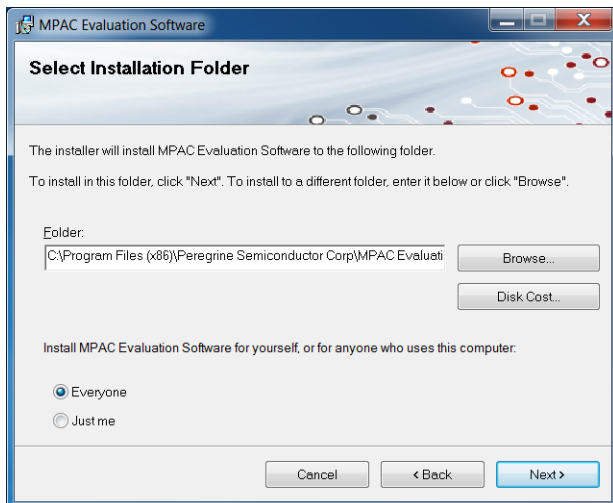 MPAC Evaluation Software
Select Installation Folder
The installer will install MPAC Evaluation Software to the following folder.
To install in this folder, click "Next". To install to a different folder, enter it below or click "Browse".
Folder:
C:\Program Files (x86)\Peregrine Semiconductor Corp\MPAC Evaluati
Browse...
Disk Cost...
Install MPAC Evaluation Software for yourself, or for anyone who uses this computer:
Everyone
Just me
Cancel
< Back
Next >